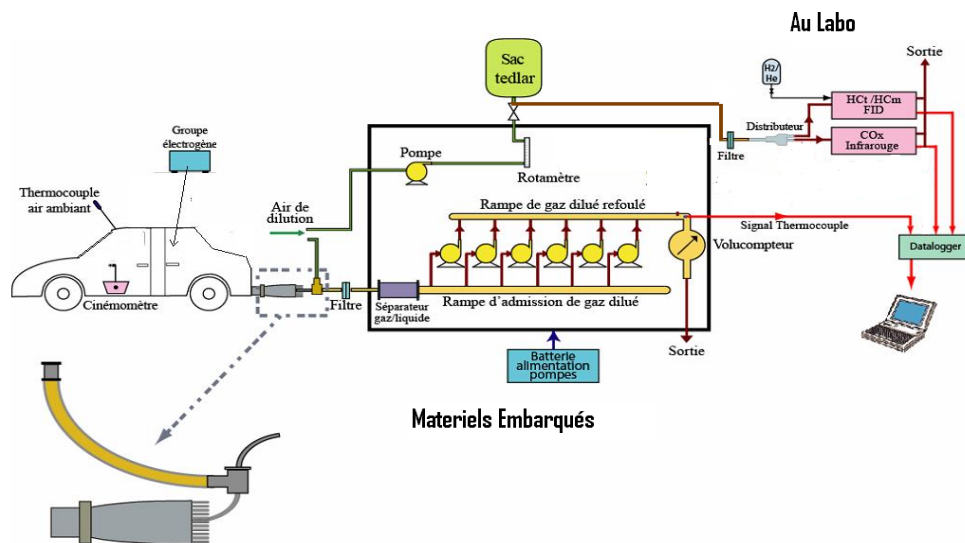 Au Labo
Sortie
H2/
He
HCt /HCm
FID
Sac
tedlar
Distributeur
COx
Infrarouge
Filtre
Groupe
électrogène
Pompe
Rotamètre
Thermocouple
air ambiant
Air de
dilution
Rampe de gaz dilué refoulé
Signal Thermocouple
Volucompteur
Datalogger
Cinémomètre
Filtre
Séparateur
gaz/liquide
Rampe d'admission de gaz dilué
Sortie
Batterie
alimentation
pompes
Materiels Embarqués